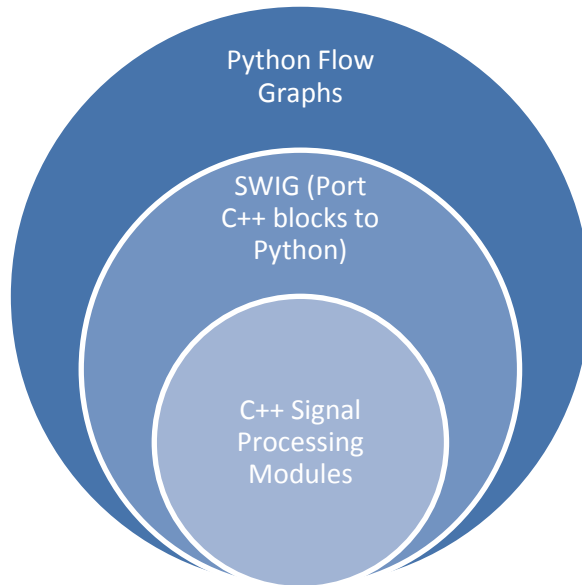 Python Flow
Graphs
SWIG (Port
C++ blocks to
Python)
C++ Signal
Processing
Modules